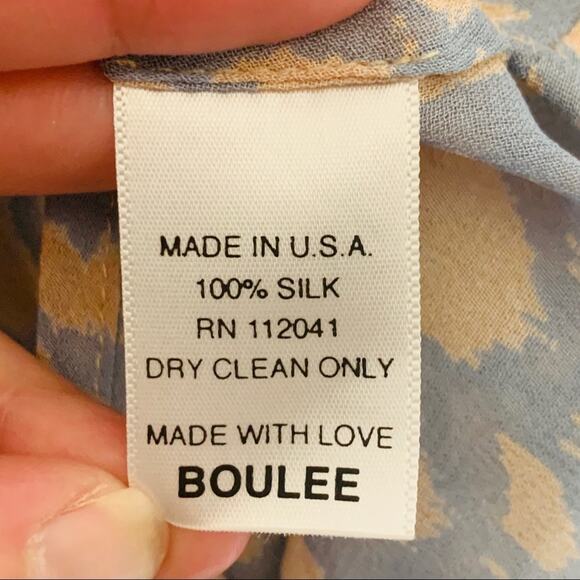 MADE IN U.S.A.
100% SILK
RN 112041
DRY CLEAN ONLY
MADE WITH LOVE
BOULEE